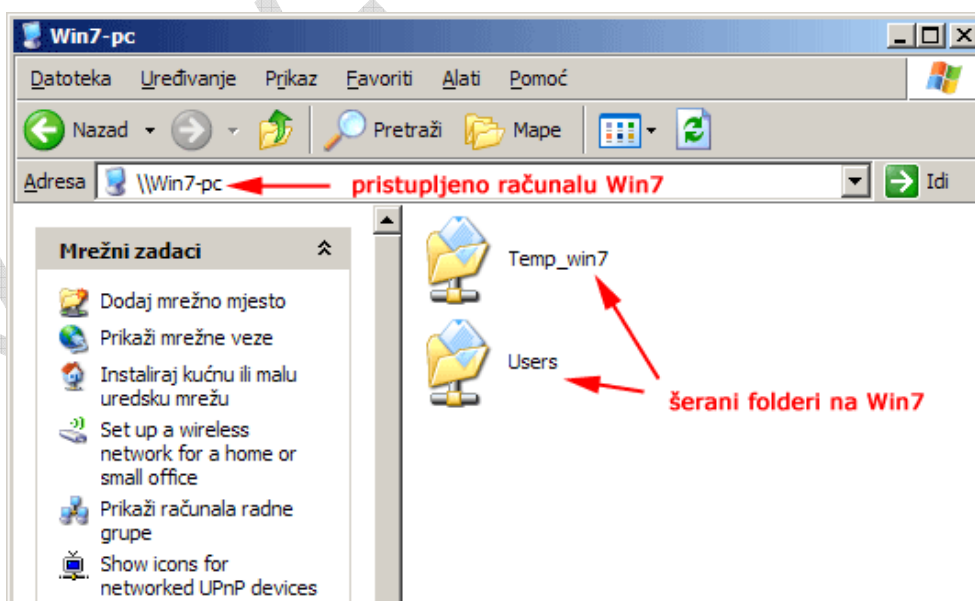 Win7-pc
Datoteka Uređivanje Prikaz Favoriti Alati Pomoć
Nazad Pretraži Mape
Adresa \\Win7-pc pristupljeno računalu Win7 Idi
Mrežni zadaci
Dodaj mrežno mjesto
Prikaži mrežne veze
Instaliraj kućnu ili malu
uredsku mrežu
Set up a wireless
network for a home or
small office
Prikaži računala radne
grupe
Show icons for
networked UPnP devices
Temp_win7
Users
šerani folderi na Win7